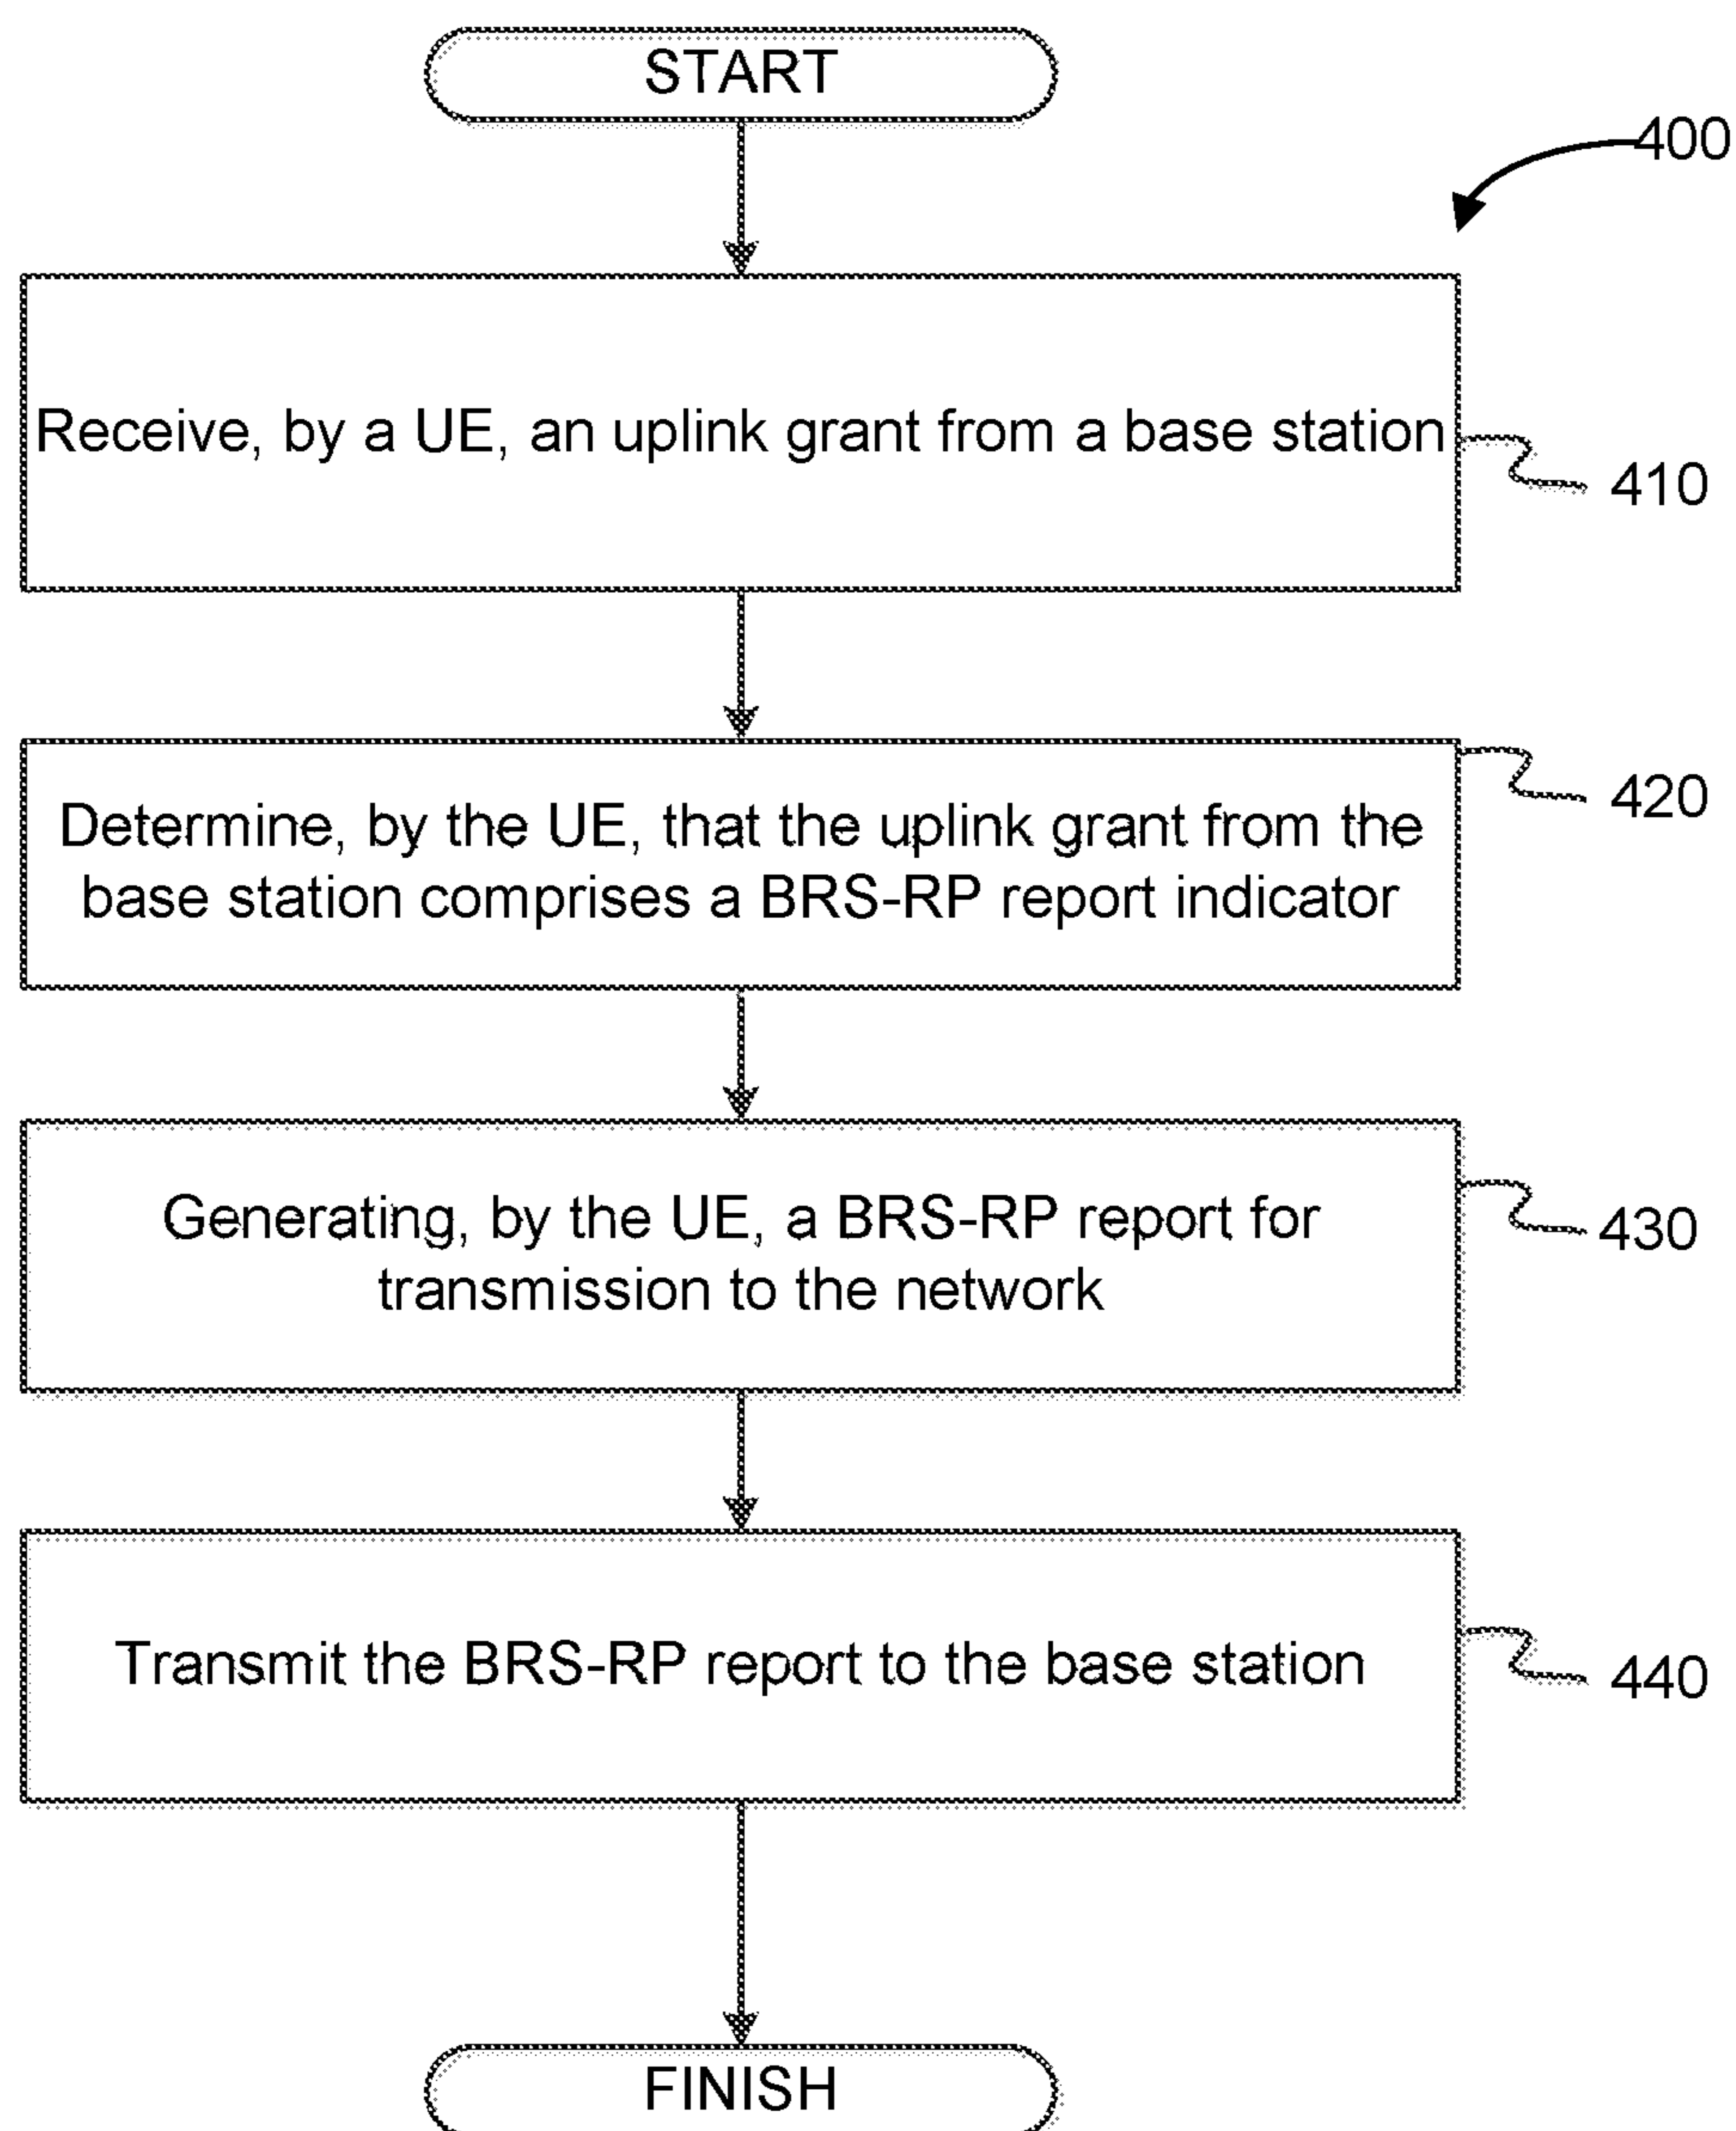 START
400
Receive, by a UE, an uplink grant from a base station
410
Determine, by the UE, that the uplink grant from the
base station comprises a BRS-RP report indicator
420
Generating, by the UE, a BRS-RP report for
transmission to the network
430
Transmit the BRS-RP report to the base station
440
FINISH